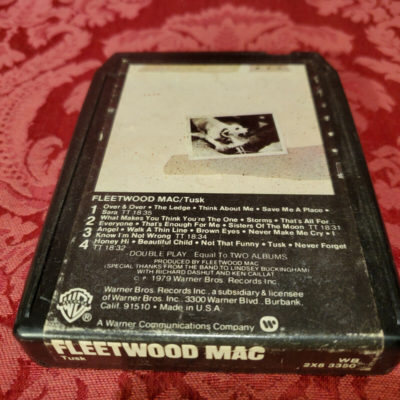 FLEETWOOD MAC/Tusk
1 Over & Over • The Ledge • Think About Me • Save Me A Place •
Sara TT 18:35
2 What Makes You Think You're The One • Storms • That's All For
Everyone • That's Enough For Me • Sisters Of The Moon TT 18:31
3 Angel • Walk A Thin Line • Brown Eyes • Never Make Me Cry • I
Know I'm Not Wrong TT 18:34
4 Honey Hi • Beautiful Child • Not That Funny • Tusk • Never Forget
TT 18:32
DOUBLE PLAY Equal To TWO ALBUMS
PRODUCED BY FLEETWOOD MAC
(SPECIAL THANKS FROM THE BAND TO LINDSEY BUCKINGHAM)
WITH RICHARD DASHUT and KEN CAILLAT
© 1979 Warner Bros. Records Inc.
Warner Bros. Records Inc., a subsidiary & licensee
of Warner Bros. Inc., 3300 Warner Blvd., Burbank,
Calif. 91510 • Made in U.S.A.
A Warner Communications Company
FLEETWOOD MAC
Tusk
WB
2X8 3350